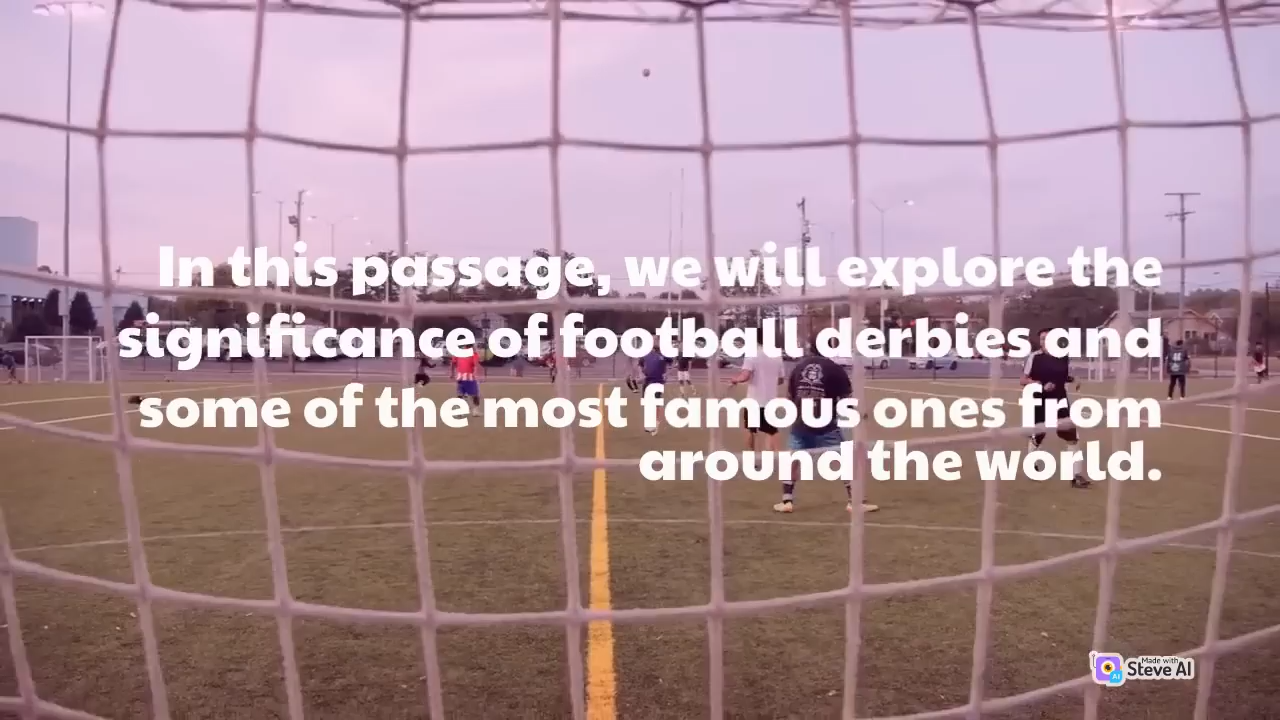 In this passage, we will explore the
significance of football derbies and
some of the most famous ones from
around the world.
Made with
Steve AI
AI